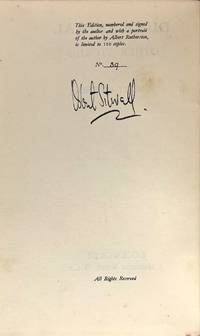 This Edition, numbered and signed
by the author and with a portrait
of the author by Albert Rutherston,
is limited to 110 copies.
No. 89
Osbert Sitwell
All Rights Reserved